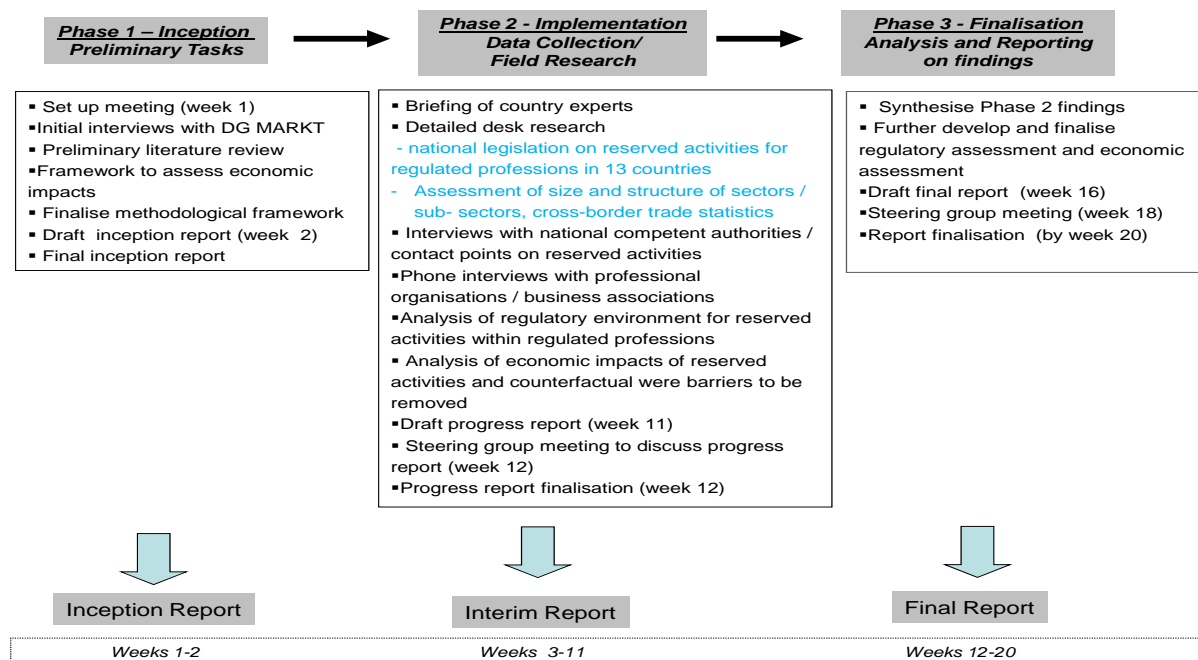 Phase 1 – Inception
Preliminary Tasks
Phase 2 - Implementation
Data Collection/
Field Research
Phase 3 - Finalisation
Analysis and Reporting
on findings
▪ Set up meeting (week 1)
▪Initial interviews with DG MARKT
▪ Preliminary literature review
▪Framework to assess economic
impacts
▪ Finalise methodological framework
▪ Draft inception report (week 2)
▪ Final inception report
▪ Briefing of country experts
▪ Detailed desk research
- national legislation on reserved activities for
regulated professions in 13 countries
- Assessment of size and structure of sectors /
sub- sectors, cross-border trade statistics
▪ Interviews with national competent authorities /
contact points on reserved activities
▪Phone interviews with professional
organisations / business associations
▪Analysis of regulatory environment for reserved
activities within regulated professions
▪ Analysis of economic impacts of reserved
activities and counterfactual were barriers to be
removed
▪Draft progress report (week 11)
▪ Steering group meeting to discuss progress
report (week 12)
▪Progress report finalisation (week 12)
▪ Synthesise Phase 2 findings
▪ Further develop and finalise
regulatory assessment and economic
assessment
▪Draft final report (week 16)
▪Steering group meeting (week 18)
▪Report finalisation (by week 20)
Inception Report
Interim Report
Final Report
Weeks 1-2
Weeks 3-11
Weeks 12-20